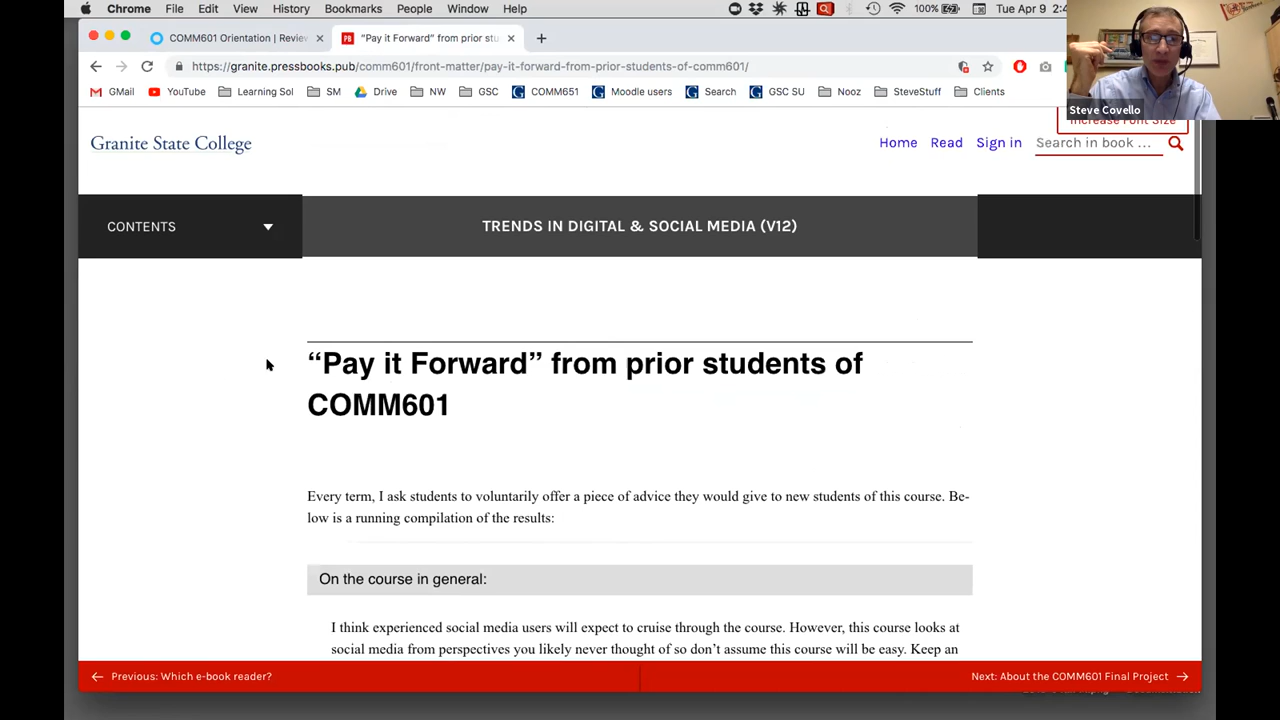 Chrome File Edit View History Bookmarks People Window Help 100% Tue Apr 9
COMM601 Orientation | Review
"Pay it Forward" from prior stu
https://granite.pressbooks.pub/comm601/front-matter/pay-it-forward-from-prior-students-of-comm601/
GMail YouTube Learning Sol SM Drive NW GSC COMM651 Moodle users Search GSC SU Nooz SteveStuff Clients
Steve Covello
Increase Font Size
Granite State College
Home Read Sign in Search in book ...
CONTENTS
TRENDS IN DIGITAL & SOCIAL MEDIA (V12)
“Pay it Forward” from prior students of
COMM601
Every term, I ask students to voluntarily offer a piece of advice they would give to new students of this course. Be-
low is a running compilation of the results:
On the course in general:
I think experienced social media users will expect to cruise through the course. However, this course looks at
social media from perspectives you likely never thought of so don’t assume this course will be easy. Keep an
Previous: Which e-book reader?
Next: About the COMM601 Final Project